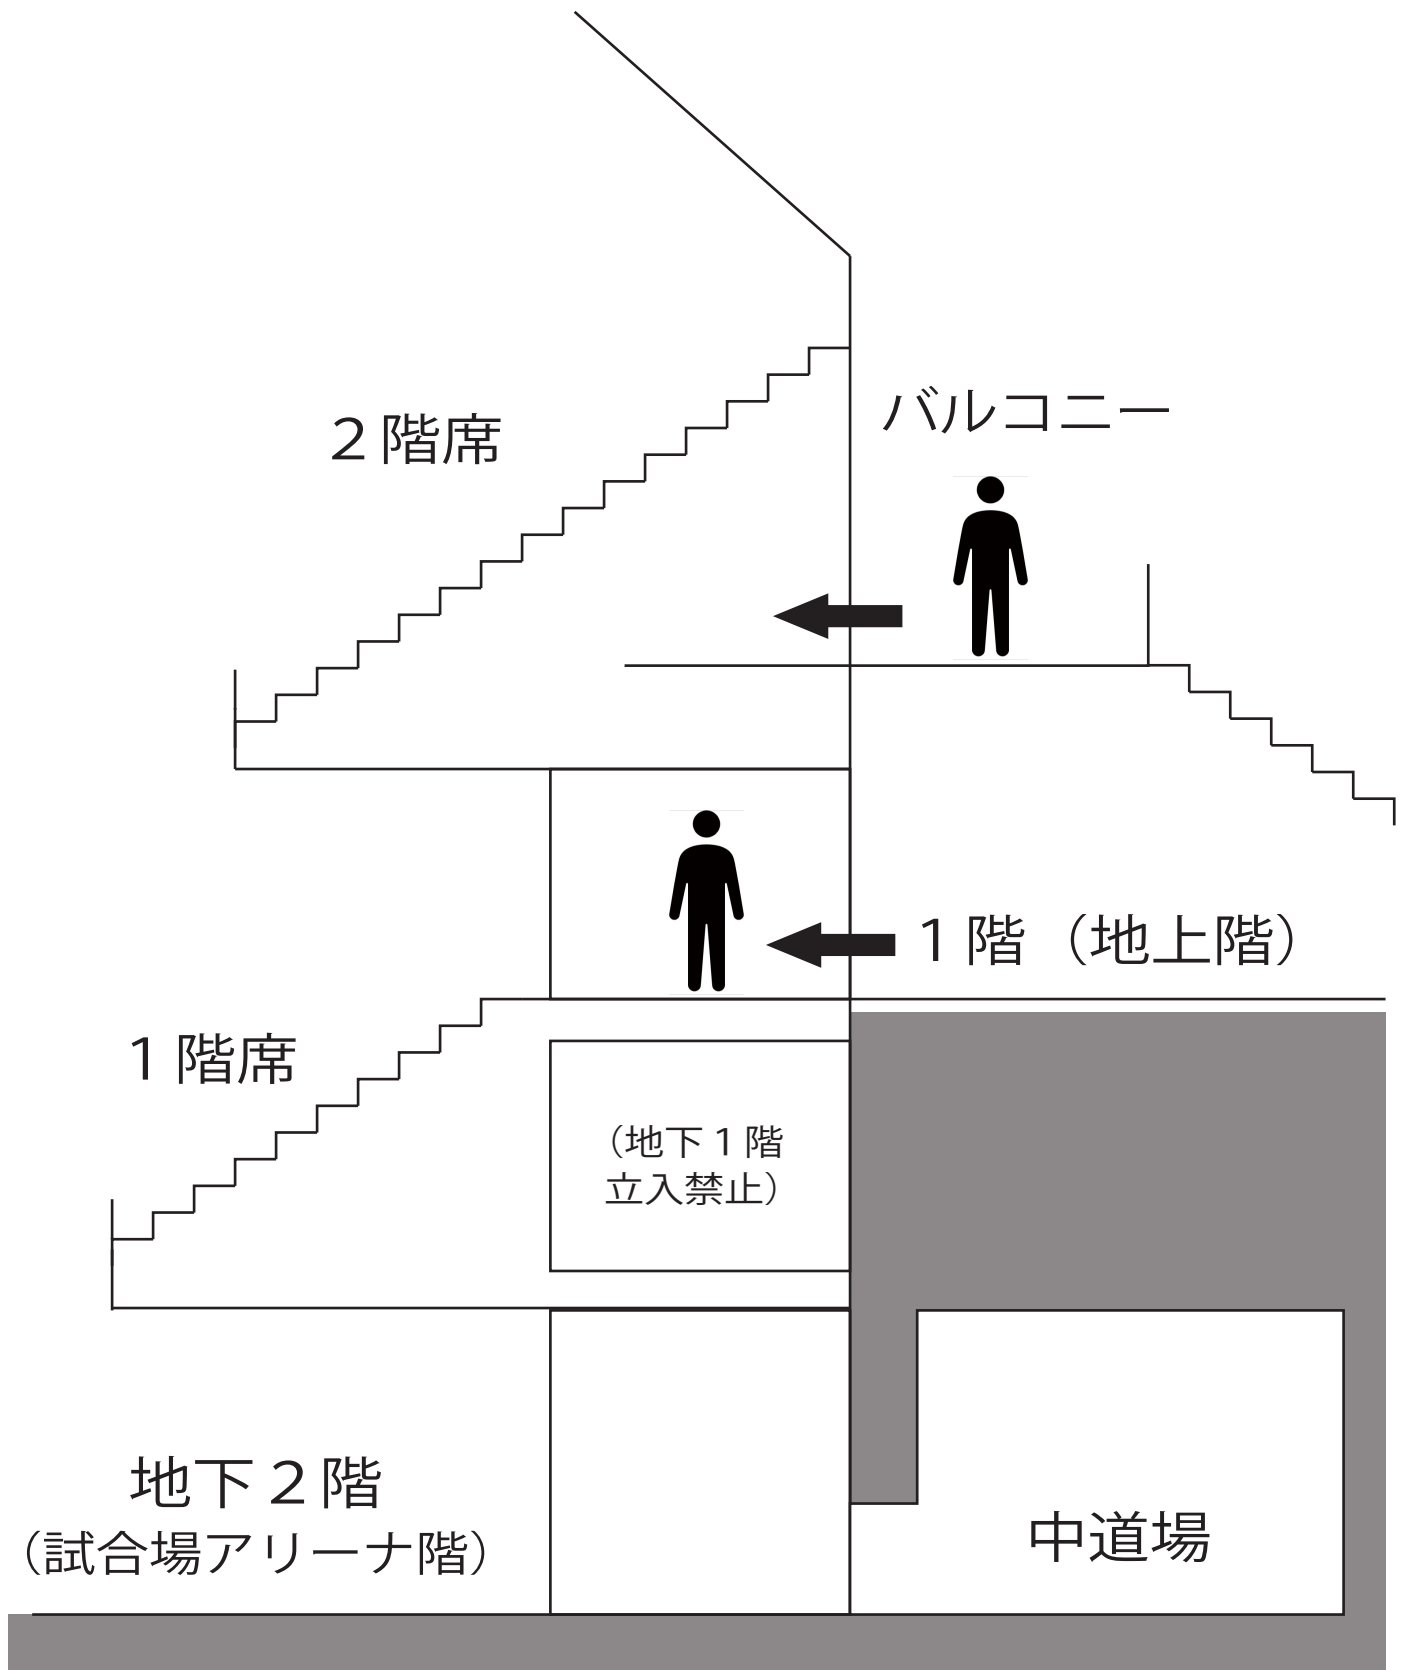 バルコニー
２階席
１階（地上階）
１階席
（地下１階
立入禁止）
地下２階
（試合場アリーナ階）
中道場